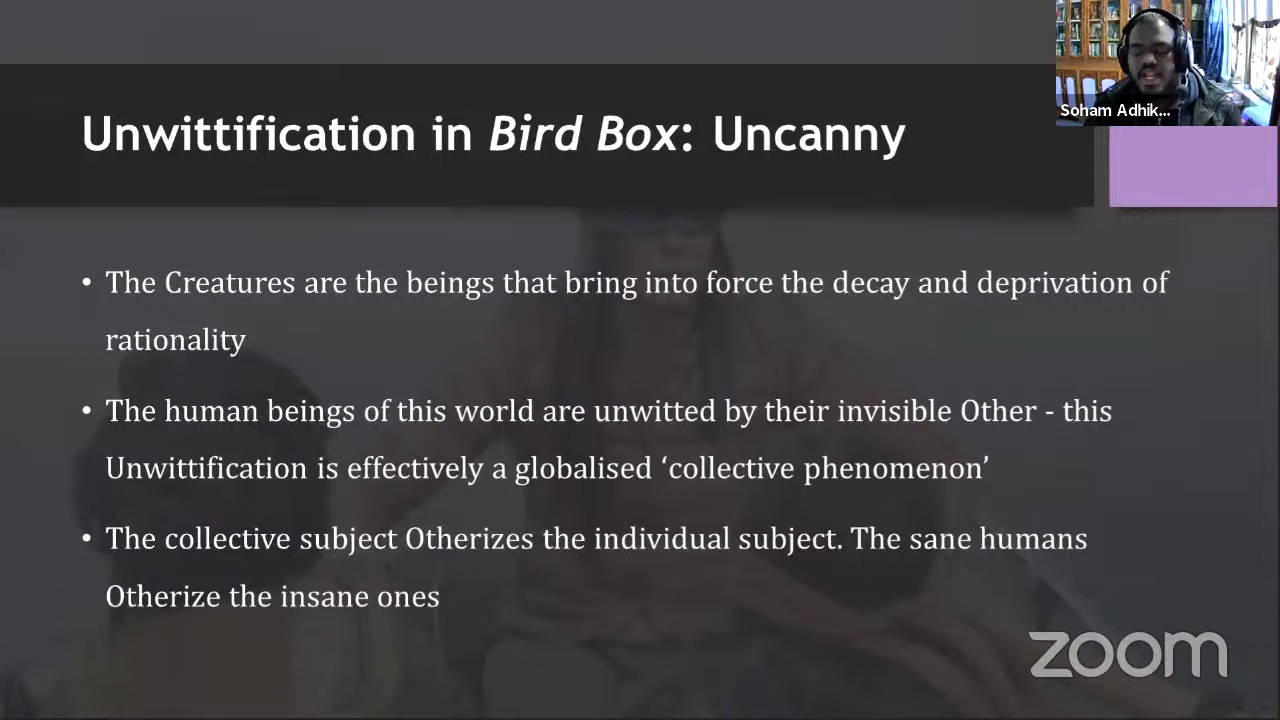 Soham Adhik...
Unwittification in Bird Box: Uncanny
• The Creatures are the beings that bring into force the decay and deprivation of
rationality
• The human beings of this world are unwitted by their invisible Other - this
Unwittification is effectively a globalised ‘collective phenomenon’
• The collective subject Otherizes the individual subject. The sane humans
Otherize the insane ones
zoom